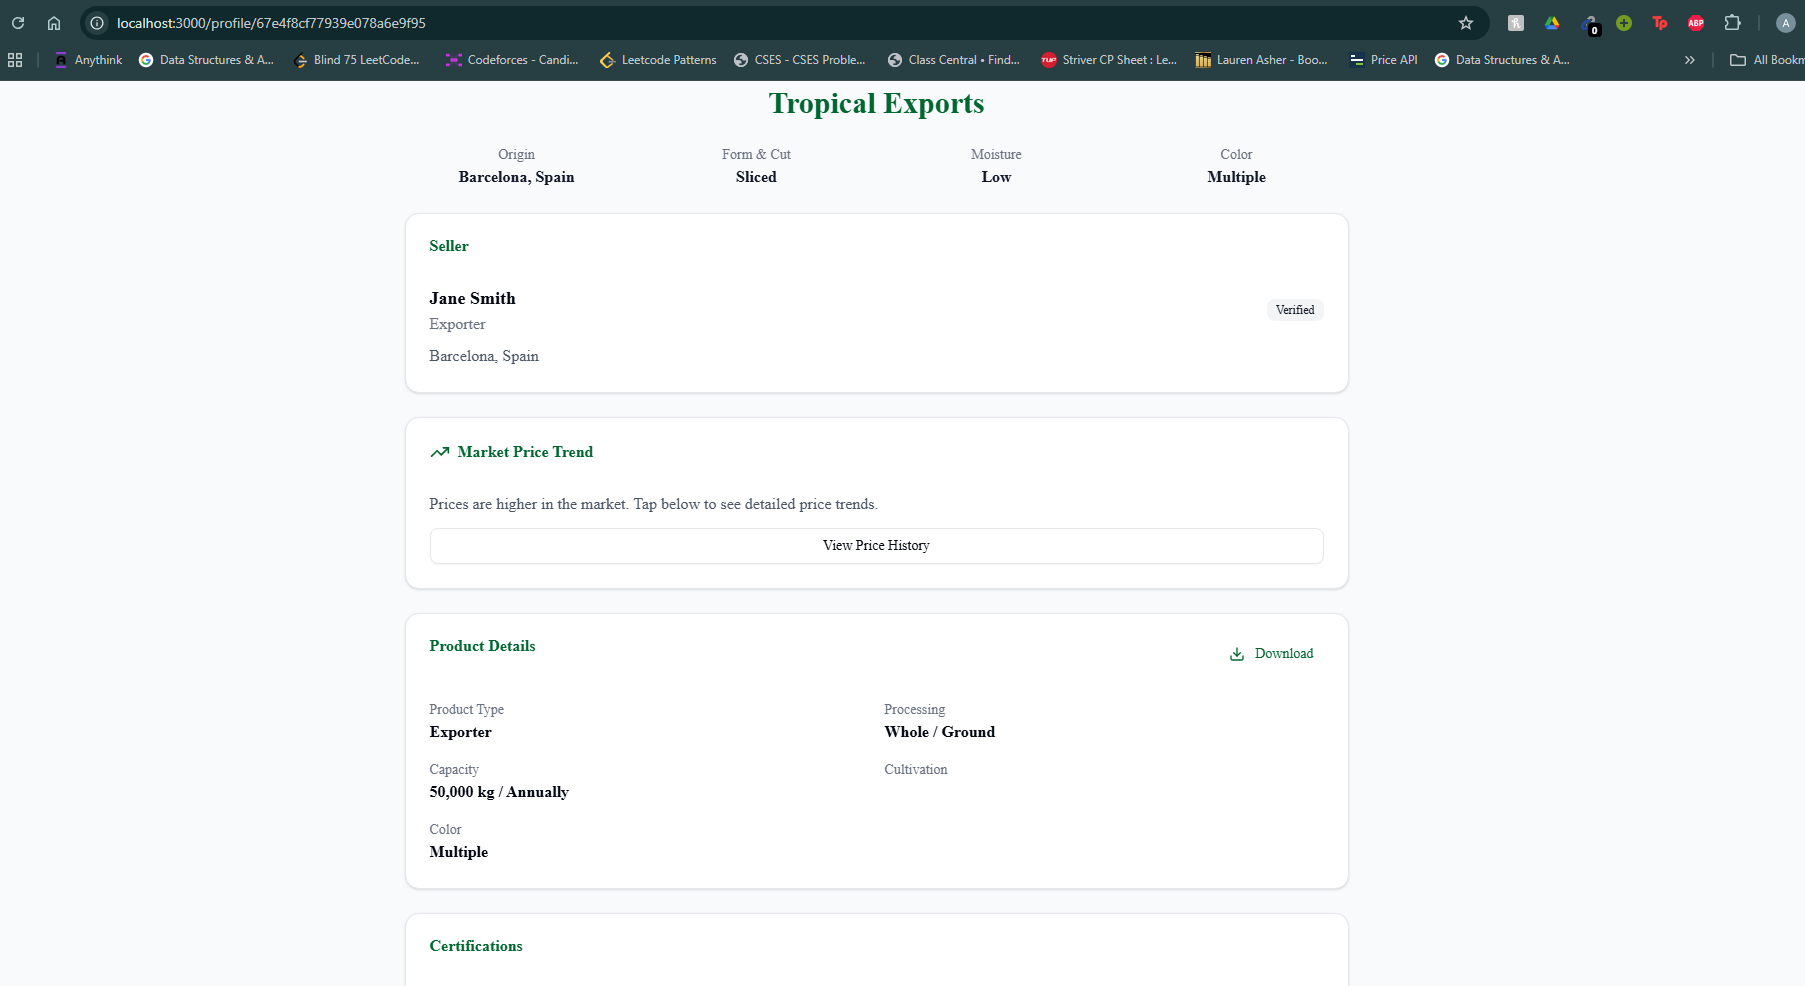 localhost:3000/profile/67e4f8cf77939e078a6e9f95
0
Tp
ABP
A
Anythink
Data Structures & A...
Blind 75 LeetCode...
Codeforces - Candi...
Leetcode Patterns
CSES - CSES Proble...
Class Central • Find...
TUF
Striver CP Sheet : Le...
Lauren Asher - Boo...
Price API
Data Structures & A...
All Bookm
Tropical Exports
Origin
Form & Cut
Moisture
Color
Barcelona, Spain
Sliced
Low
Multiple
Seller
Jane Smith
Verified
Exporter
Barcelona, Spain
Market Price Trend
Prices are higher in the market. Tap below to see detailed price trends.
View Price History
Product Details
Download
Product Type
Processing
Exporter
Whole / Ground
Capacity
Cultivation
50,000 kg / Annually
Color
Multiple
Certifications